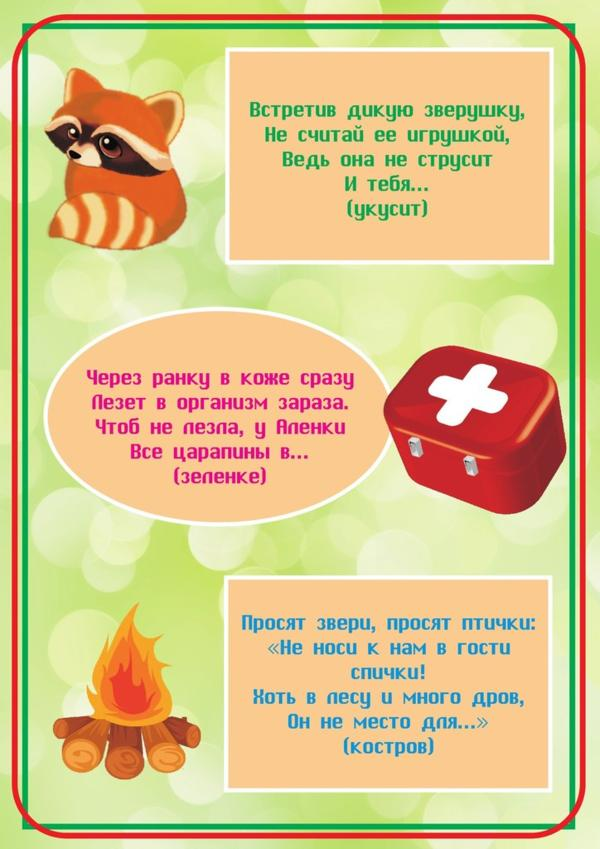 Встретив дикую зверушку,
Не считай ее игрушкой,
Ведь она не струсит
И тебя...
(укусит)
Через ранку в коже сразу
Лезет в организм зараза.
Чтоб не лезла, у Аленки
Все царапины в...
(зеленке)
Просят звери, просят птички:
«Не носи к нам в гости
спички!
Хоть в лесу и много дров,
Он не место для...»
(костров)